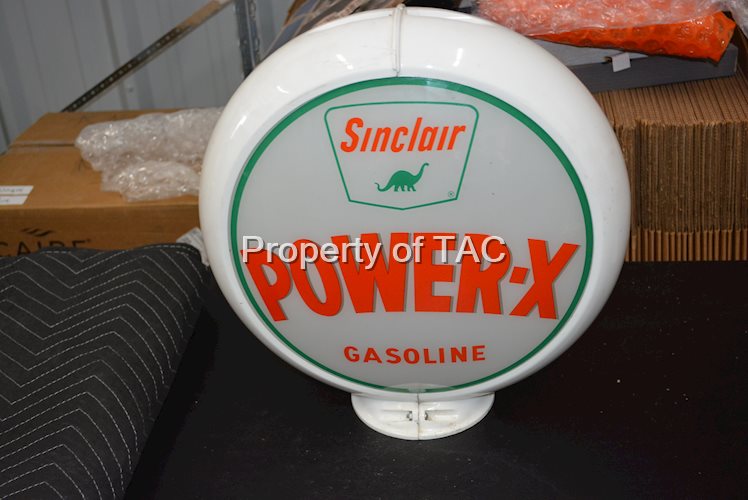 Sinclair
®
POWER-X
GASOLINE
Property of TAC